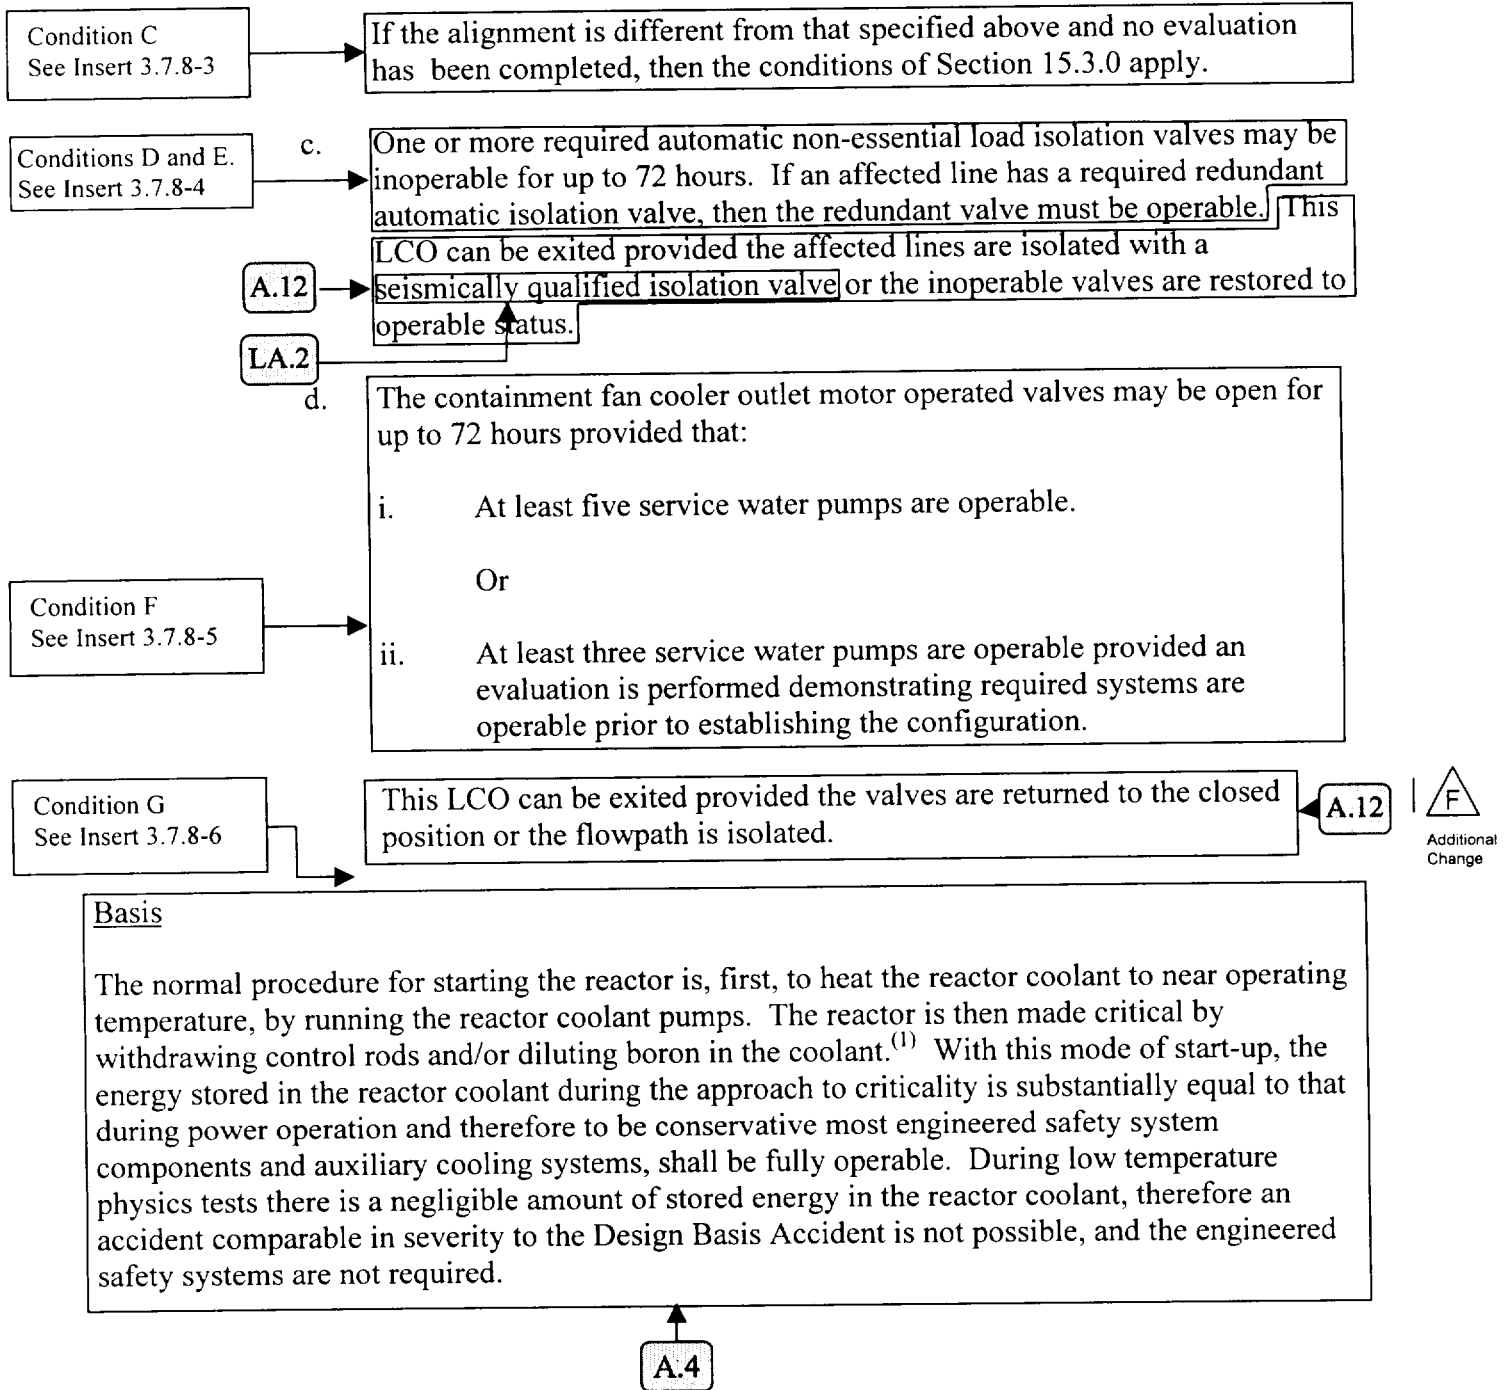 Condition C
See Insert 3.7.8-3
If the alignment is different from that specified above and no evaluation
has been completed, then the conditions of Section 15.3.0 apply.
Conditions D and E.
See Insert 3.7.8-4
c.
One or more required automatic non-essential load isolation valves may be
inoperable for up to 72 hours. If an affected line has a required redundant
automatic isolation valve, then the redundant valve must be operable. This
LCO can be exited provided the affected lines are isolated with a
A.12
seismically qualified isolation valve or the inoperable valves are restored to
operable status.
LA.2
d.
The containment fan cooler outlet motor operated valves may be open for
up to 72 hours provided that:
i. At least five service water pumps are operable.
Or
Condition F
See Insert 3.7.8-5
ii. At least three service water pumps are operable provided an
evaluation is performed demonstrating required systems are
operable prior to establishing the configuration.
Condition G
See Insert 3.7.8-6
This LCO can be exited provided the valves are returned to the closed
position or the flowpath is isolated.
A.12
F
Additional
Change
Basis
The normal procedure for starting the reactor is, first, to heat the reactor coolant to near operating
temperature, by running the reactor coolant pumps. The reactor is then made critical by
withdrawing control rods and/or diluting boron in the coolant.(1) With this mode of start-up, the
energy stored in the reactor coolant during the approach to criticality is substantially equal to that
during power operation and therefore to be conservative most engineered safety system
components and auxiliary cooling systems, shall be fully operable. During low temperature
physics tests there is a negligible amount of stored energy in the reactor coolant, therefore an
accident comparable in severity to the Design Basis Accident is not possible, and the engineered
safety systems are not required.
A.4